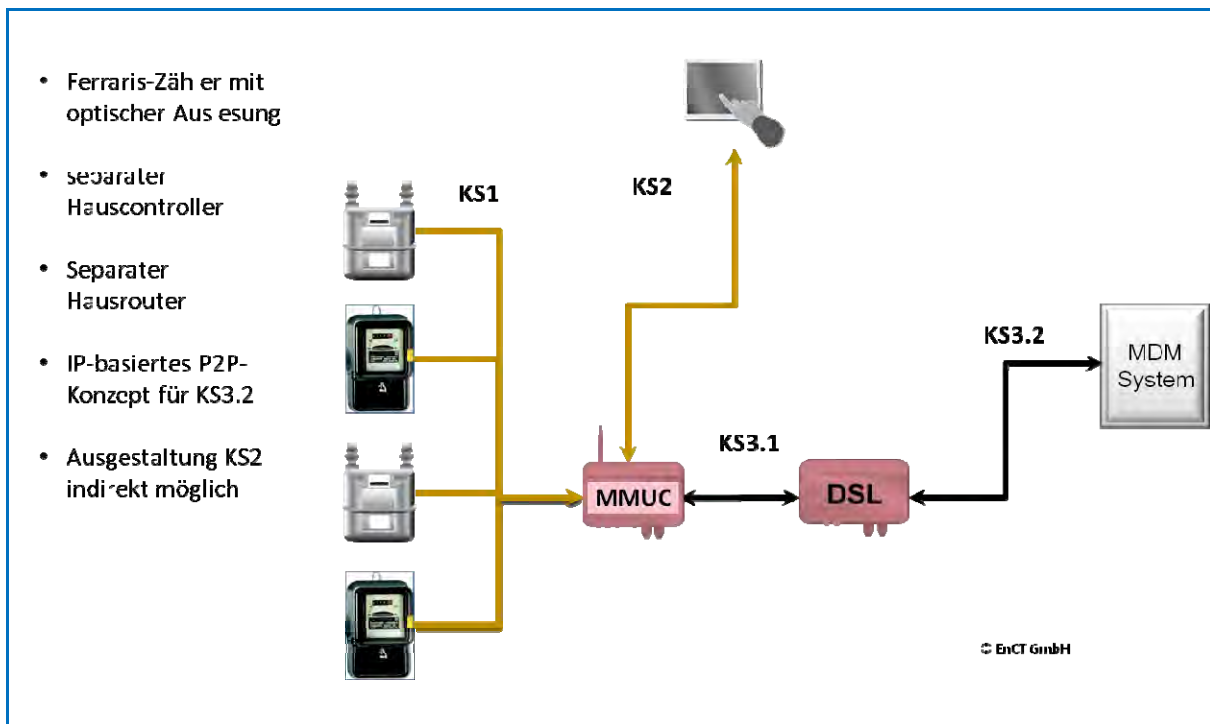 • Ferraris-Zäh er mit
optischer Aus esung
• separater
Hauscontroller
• Separater
Hausrouter
• IP-basiertes P2P-
Konzept für KS3.2
• Ausgestaltung KS2
indirekt möglich
KS1
KS2
KS3.2
MDM
System
KS3.1
MMUC
DSL
© EnCT GmbH